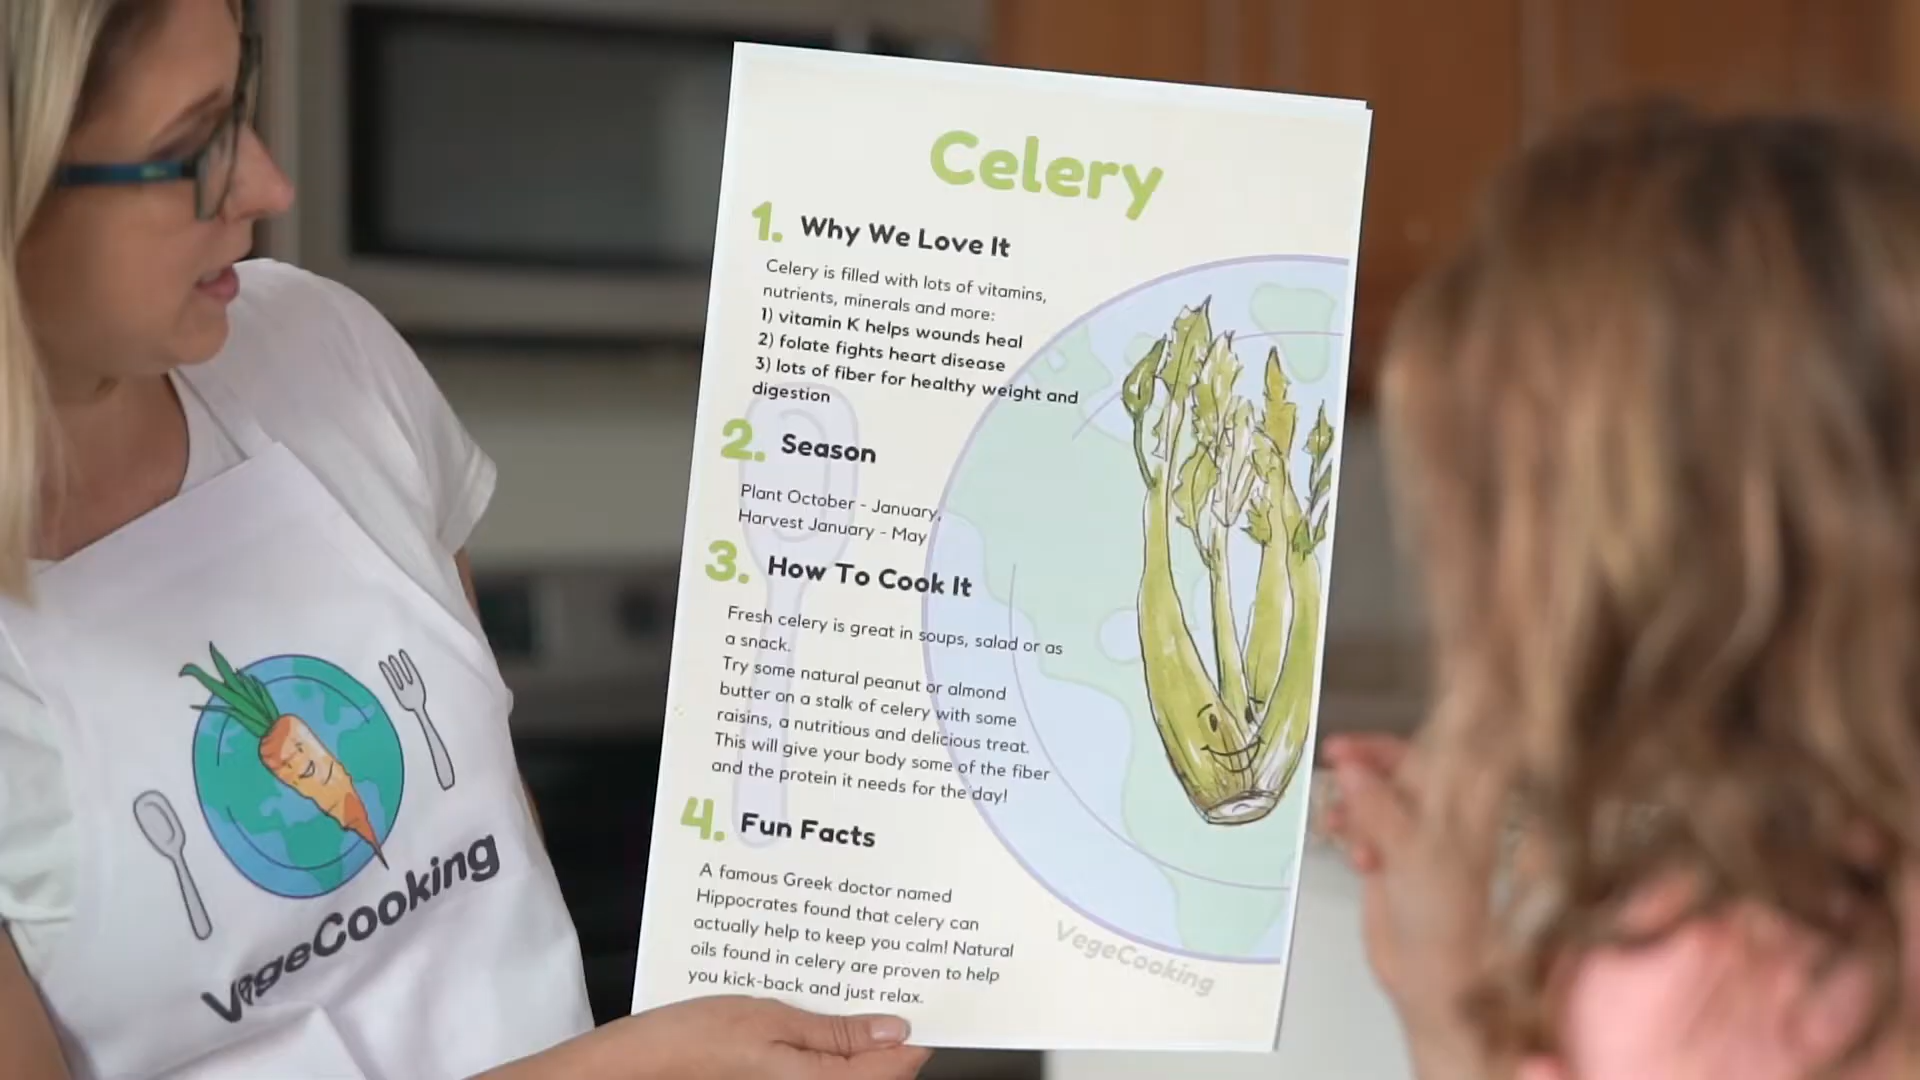 Celery
1. Why We Love It
Celery is filled with lots of vitamins,
nutrients, minerals and more:
1) vitamin K helps wounds heal
2) folate fights heart disease
3) lots of fiber for healthy weight and
digestion
2. Season
Plant October - January,
Harvest January - May
3. How To Cook It
Fresh celery is great in soups, salad or as
a snack.
Try some natural peanut or almond
butter on a stalk of celery with some
raisins, a nutritious and delicious treat.
This will give your body some of the fiber
and the protein it needs for the day!
4. Fun Facts
A famous Greek doctor named
Hippocrates found that celery can
actually help to keep you calm! Natural
oils found in celery are proven to help
you kick-back and just relax.
VegeCooking
VegeCooking